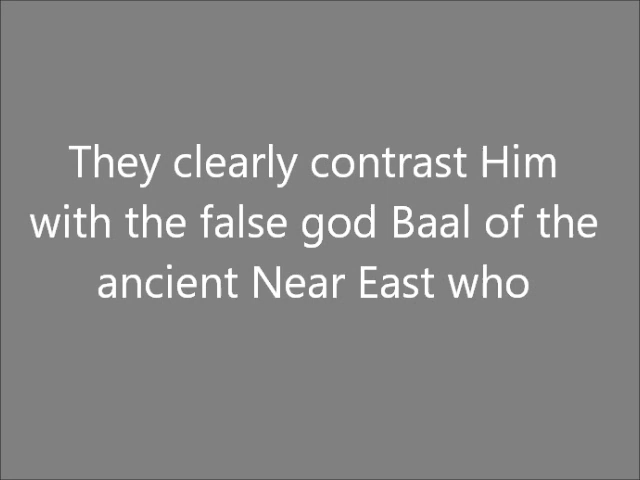 They clearly contrast Him
with the false god Baal of the
ancient Near East who